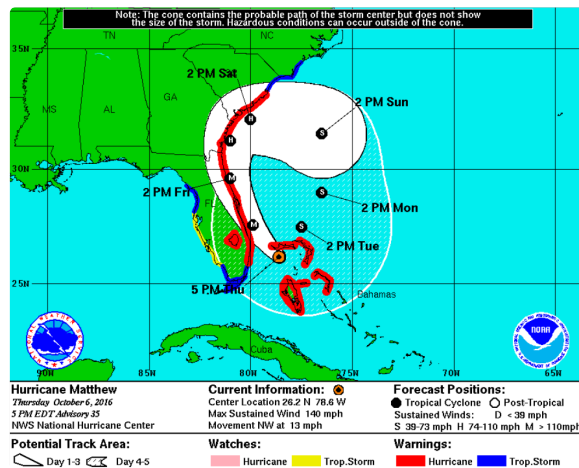 Note: The cone contains the probable path of the storm center but does not show
the size of the storm. Hazardous conditions can occur outside of the cone.
35N
TN
NC
2 PM Sat
SC
MS
AL
GA
2 PM Sun
H
H
S
30N
2 PM Fri
M
S
2 PM Mon
FL
M
S
2 PM Tue
5 PM Thu
25N
Bahamas
NOAA
Cuba
90W
85W
80W
75W
70W
65W
Hurricane Matthew
Thursday October 6, 2016
5 PM EDT Advisory 35
NWS National Hurricane Center
Current Information:
Center Location 26.2 N 78.6 W
Max Sustained Wind 140 mph
Movement NW at 13 mph
Forecast Positions:
Tropical Cyclone Post-Tropical
Sustained Winds: D < 39 mph
S 39-73 mph H 74-110 mph M > 110mph
Potential Track Area:
Day 1-3 Day 4-5
Watches:
Hurricane Trop.Storm
Warnings:
Hurricane Trop.Storm